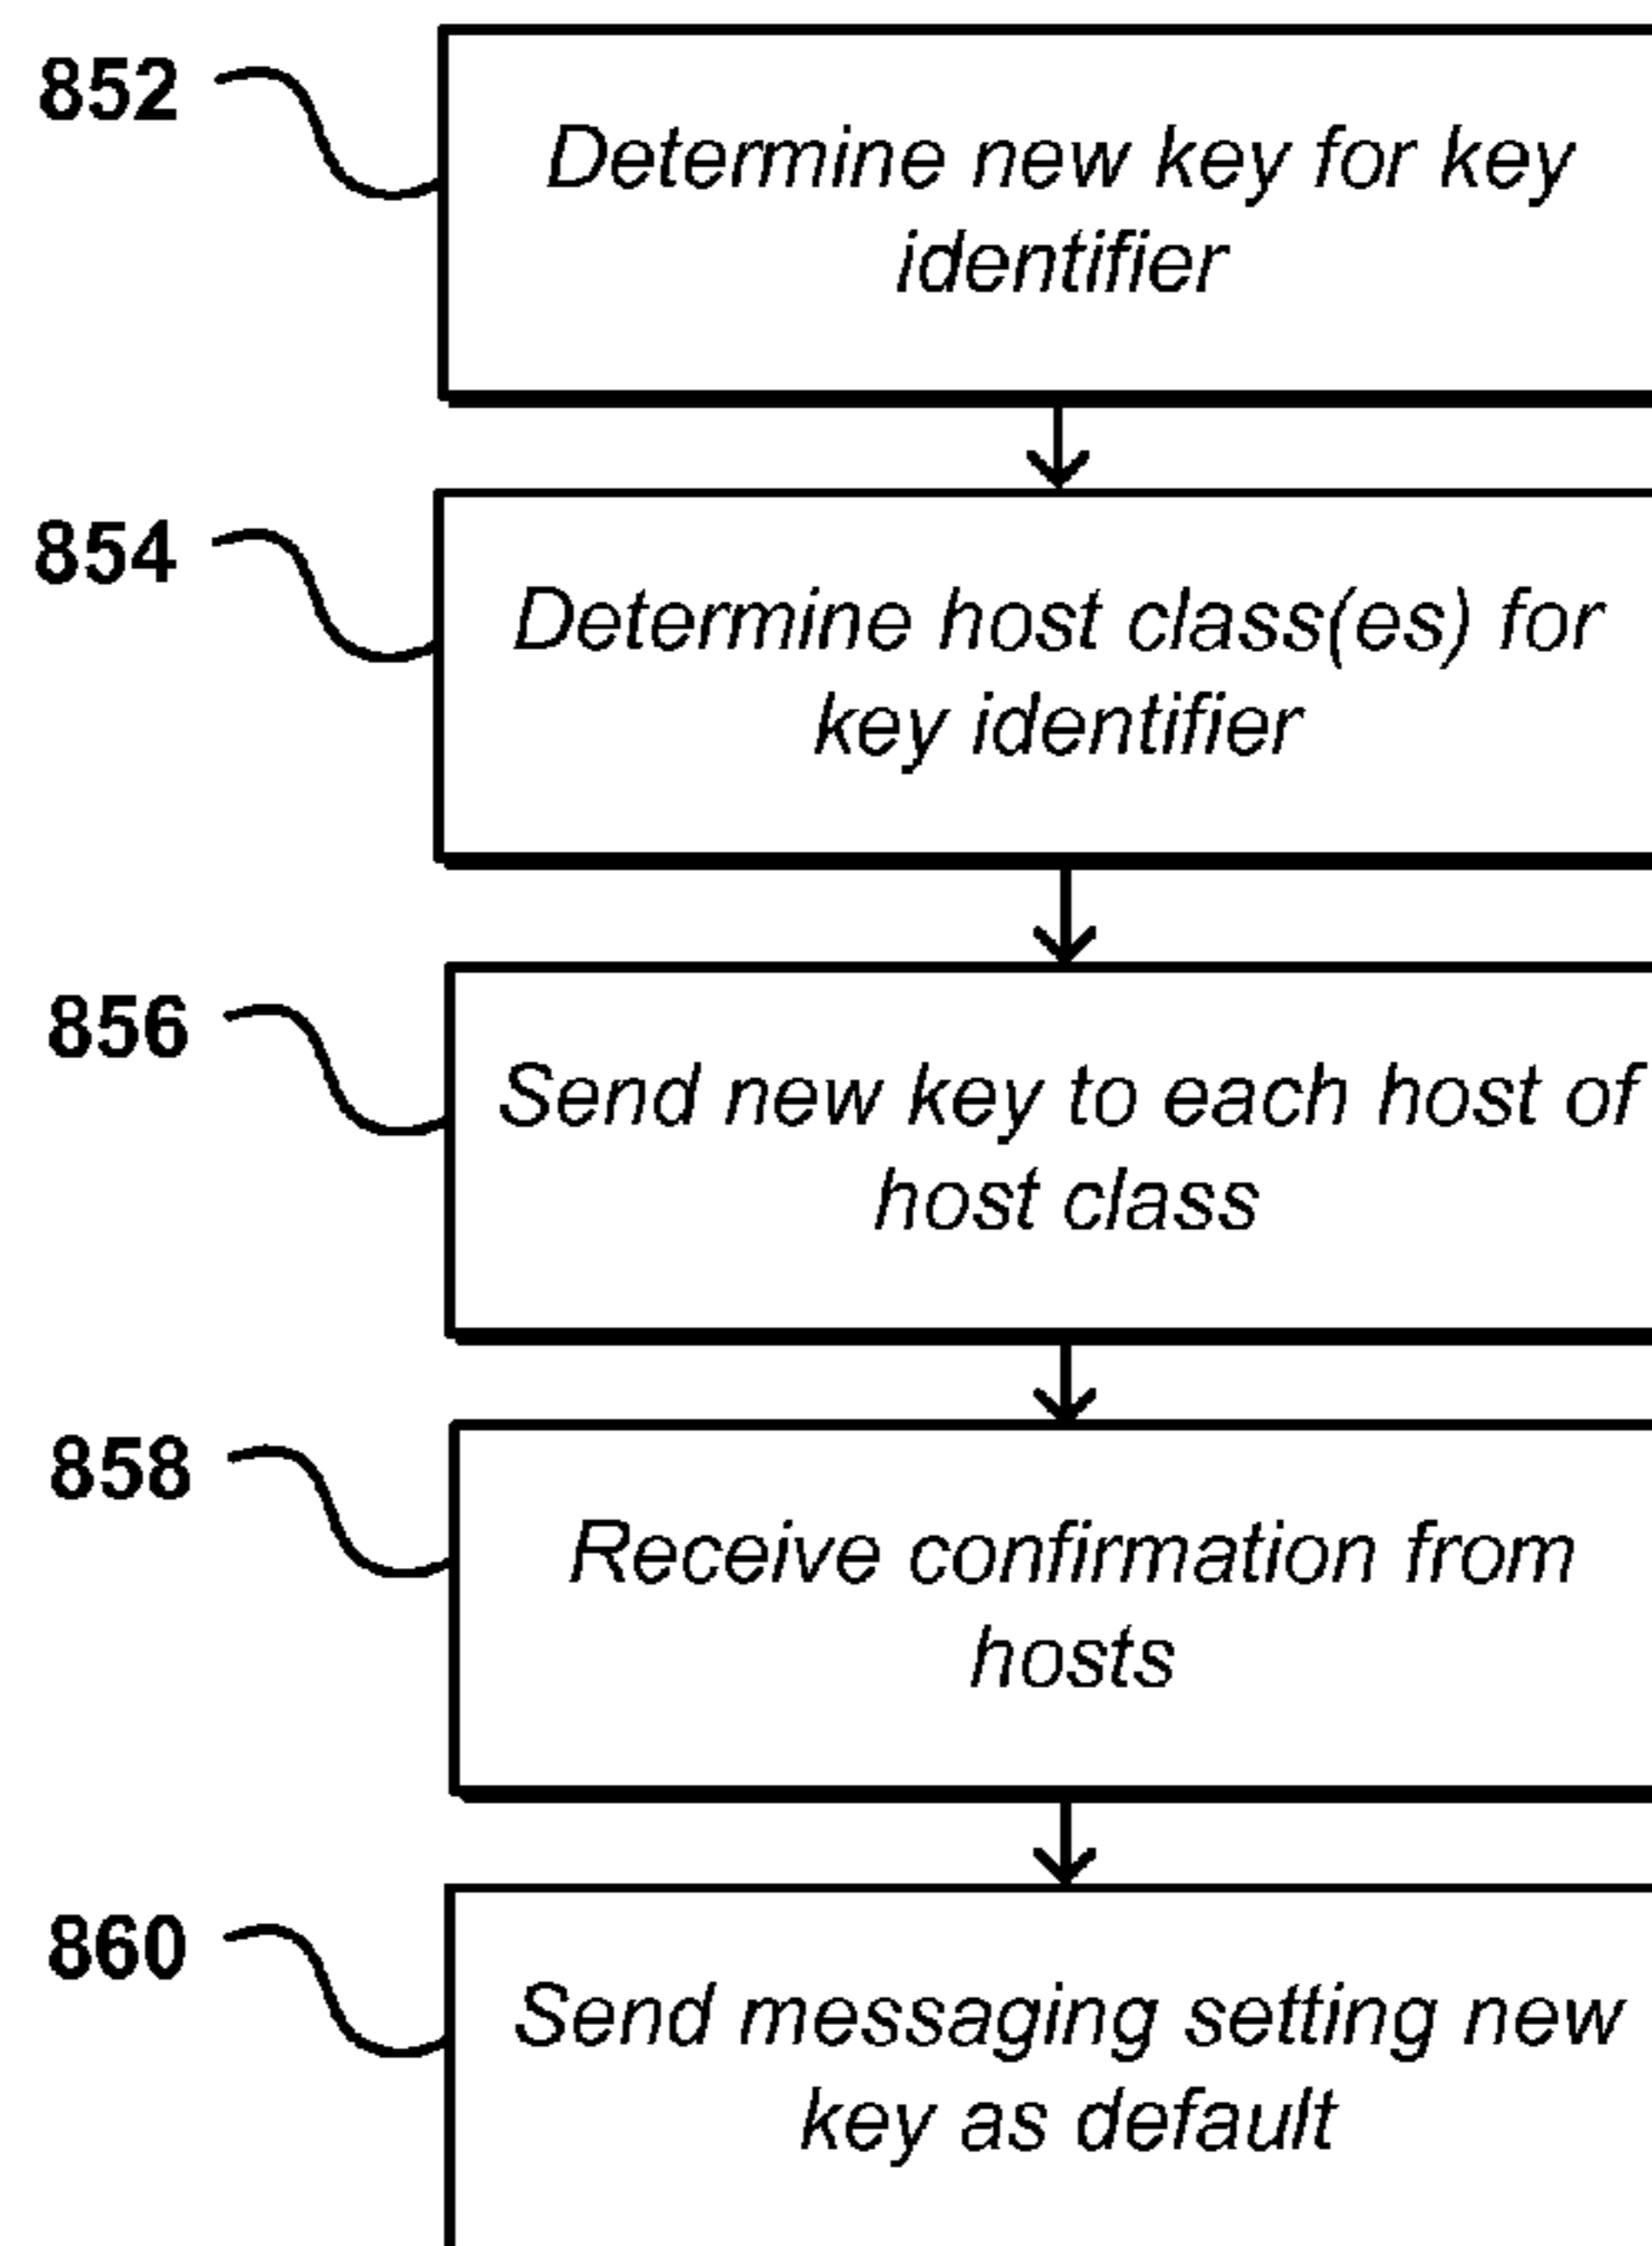 852
Determine new key for key
identifier
854
Determine host class(es) for
key identifier
856
Send new key to each host of
host class
858
Receive confirmation from
hosts
860
Send messaging setting new
key as default